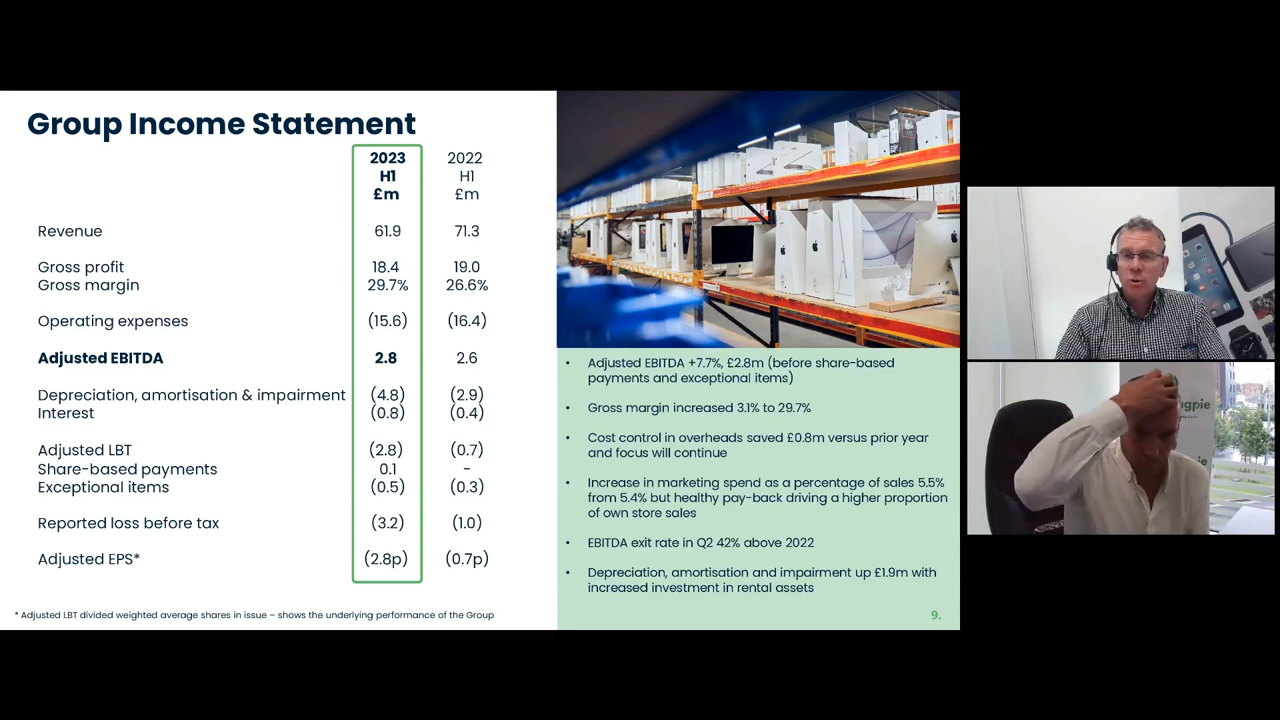 Group Income Statement
2023 2022
H1 H1
£m £m
Revenue 61.9 71.3
Gross profit 18.4 19.0
Gross margin 29.7% 26.6%
Operating expenses (15.6) (16.4)
Adjusted EBITDA 2.8 2.6
Depreciation, amortisation & impairment (4.8) (2.9)
Interest (0.8) (0.4)
Adjusted LBT (2.8) (0.7)
Share-based payments 0.1 -
Exceptional items (0.5) (0.3)
Reported loss before tax (3.2) (1.0)
Adjusted EPS* (2.8p) (0.7p)
* Adjusted LBT divided weighted average shares in issue – shows the underlying performance of the Group
• Adjusted EBITDA +7.7%, £2.8m (before share-based
payments and exceptional items)
• Gross margin increased 3.1% to 29.7%
• Cost control in overheads saved £0.8m versus prior year
and focus will continue
• Increase in marketing spend as a percentage of sales 5.5%
from 5.4% but healthy pay-back driving a higher proportion
of own store sales
• EBITDA exit rate in Q2 42% above 2022
• Depreciation, amortisation and impairment up £1.9m with
increased investment in rental assets
9.
gpie